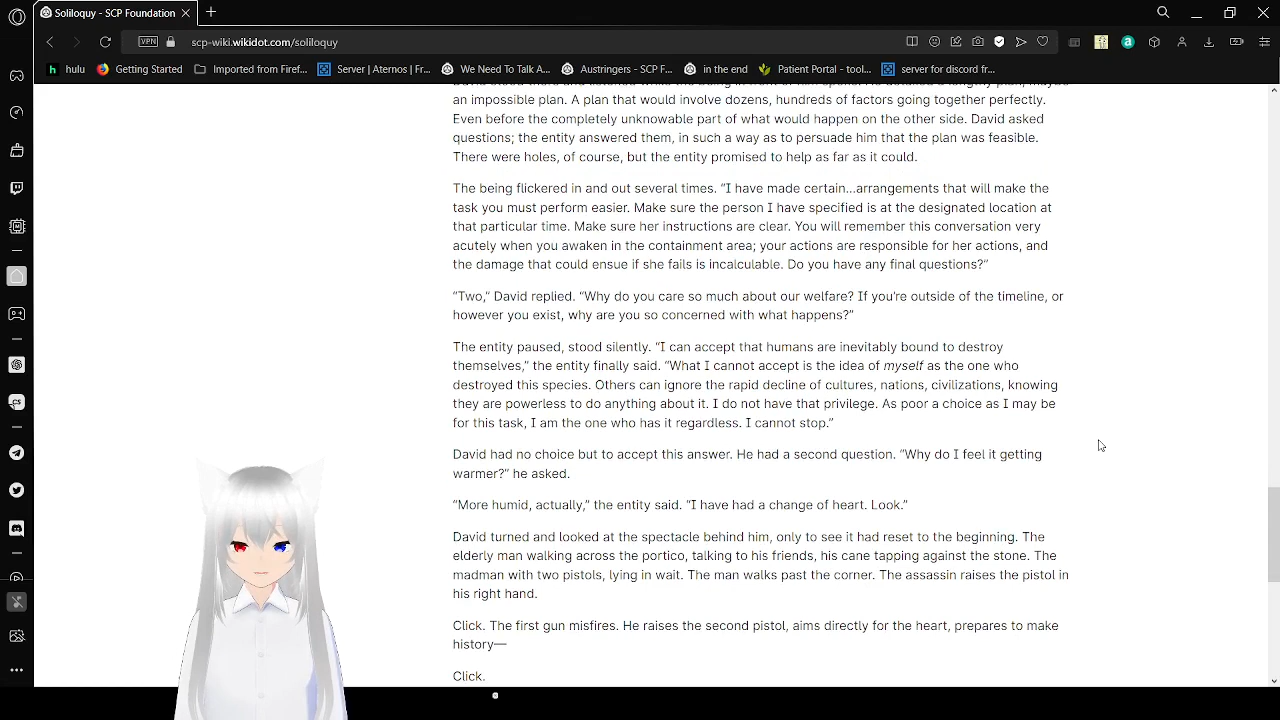 Soliloquy - SCP Foundation
scp-wiki.wikidot.com/soliloquy
VPN
hulu
Getting Started
Imported from Firef...
Server | Aternos | Fr...
We Need To Talk A...
Austringers - SCP F...
in the end
Patient Portal - tool...
server for discord fr...
an impossible plan. A plan that would involve dozens, hundreds of factors going together perfectly.
Even before the completely unknowable part of what would happen on the other side. David asked
questions; the entity answered them, in such a way as to persuade him that the plan was feasible.
There were holes, of course, but the entity promised to help as far as it could.
The being flickered in and out several times. “I have made certain…arrangements that will make the
task you must perform easier. Make sure the person I have specified is at the designated location at
that particular time. Make sure her instructions are clear. You will remember this conversation very
acutely when you awaken in the containment area; your actions are responsible for her actions, and
the damage that could ensue if she fails is incalculable. Do you have any final questions?”
“Two,” David replied. “Why do you care so much about our welfare? If you're outside of the timeline, or
however you exist, why are you so concerned with what happens?”
The entity paused, stood silently. “I can accept that humans are inevitably bound to destroy
themselves,” the entity finally said. “What I cannot accept is the idea of myself as the one who
destroyed this species. Others can ignore the rapid decline of cultures, nations, civilizations, knowing
they are powerless to do anything about it. I do not have that privilege. As poor a choice as I may be
for this task, I am the one who has it regardless. I cannot stop.”
David had no choice but to accept this answer. He had a second question. “Why do I feel it getting
warmer?” he asked.
“More humid, actually,” the entity said. “I have had a change of heart. Look.”
David turned and looked at the spectacle behind him, only to see it had reset to the beginning. The
elderly man walking across the portico, talking to his friends, his cane tapping against the stone. The
madman with two pistols, lying in wait. The man walks past the corner. The assassin raises the pistol in
his right hand.
Click. The first gun misfires. He raises the second pistol, aims directly for the heart, prepares to make
history—
Click.